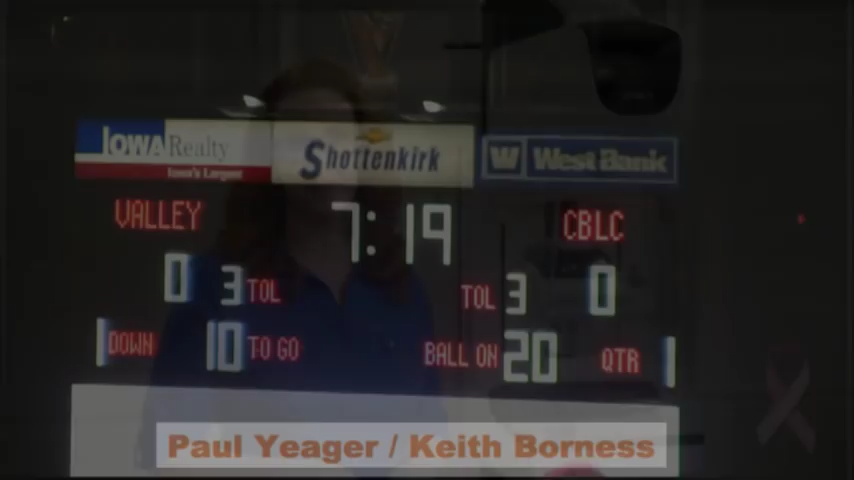 IOWA Realty Shottenkirk W West Bank
Iowa's Largest
VALLEY 7:19 CBLC
0 3 TOL TOL 3 0
1 DOWN 10 TO GO BALL ON 20 QTR 1
Paul Yeager / Keith Borness